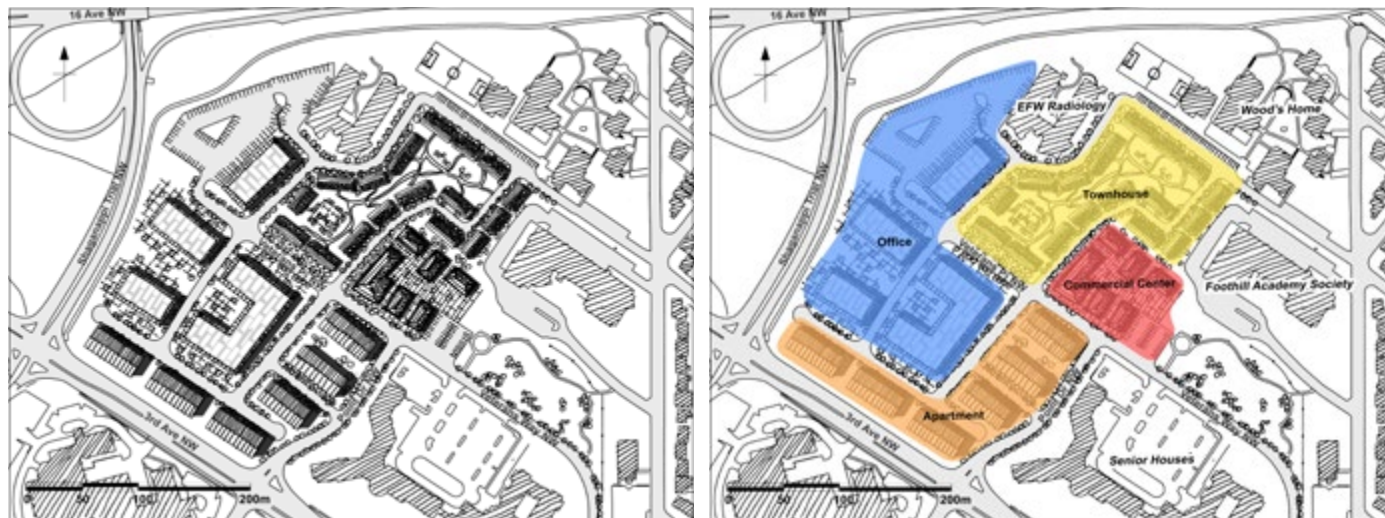 16 Ave NW
Shaganappi Trail NW
3rd Ave NW
0 50 100 200m
16 Ave NW
EFW Radiology
Wood's Home
Shaganappi Trail NW
Townhouse
Office
Commercial Center
Foothill Academy Society
Apartment
3rd Ave NW
Senior Houses
0 50 100 200m